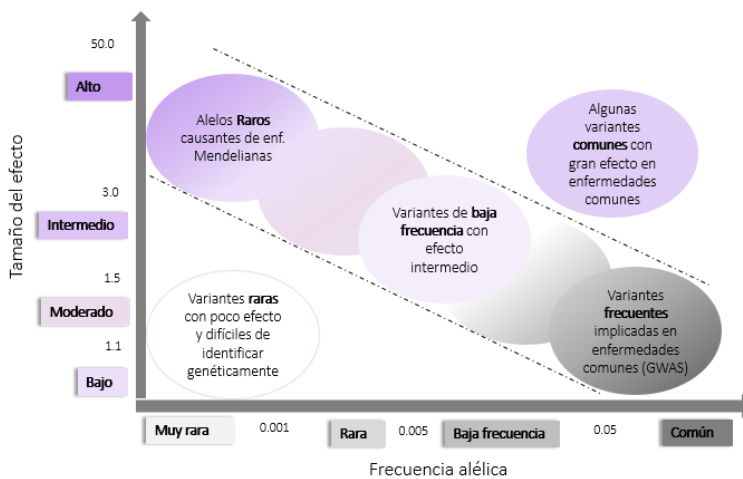 50.0
Alto
Alelos Raros
causantes de enf.
Mendelianas
Algunas
variantes
comunes con
gran efecto en
enfermedades
comunes
Tamaño del efecto
3.0
Intermedio
Variantes de baja
frecuencia con
efecto
intermedio
1.5
Moderado
Variantes raras
con poco efecto
y difíciles de
identificar
genéticamente
Variantes
frecuentes
implicadas en
enfermedades
comunes (GWAS)
1.1
Bajo
Muy rara
0.001
Rara
0.005
Baja frecuencia
0.05
Común
Frecuencia alélica